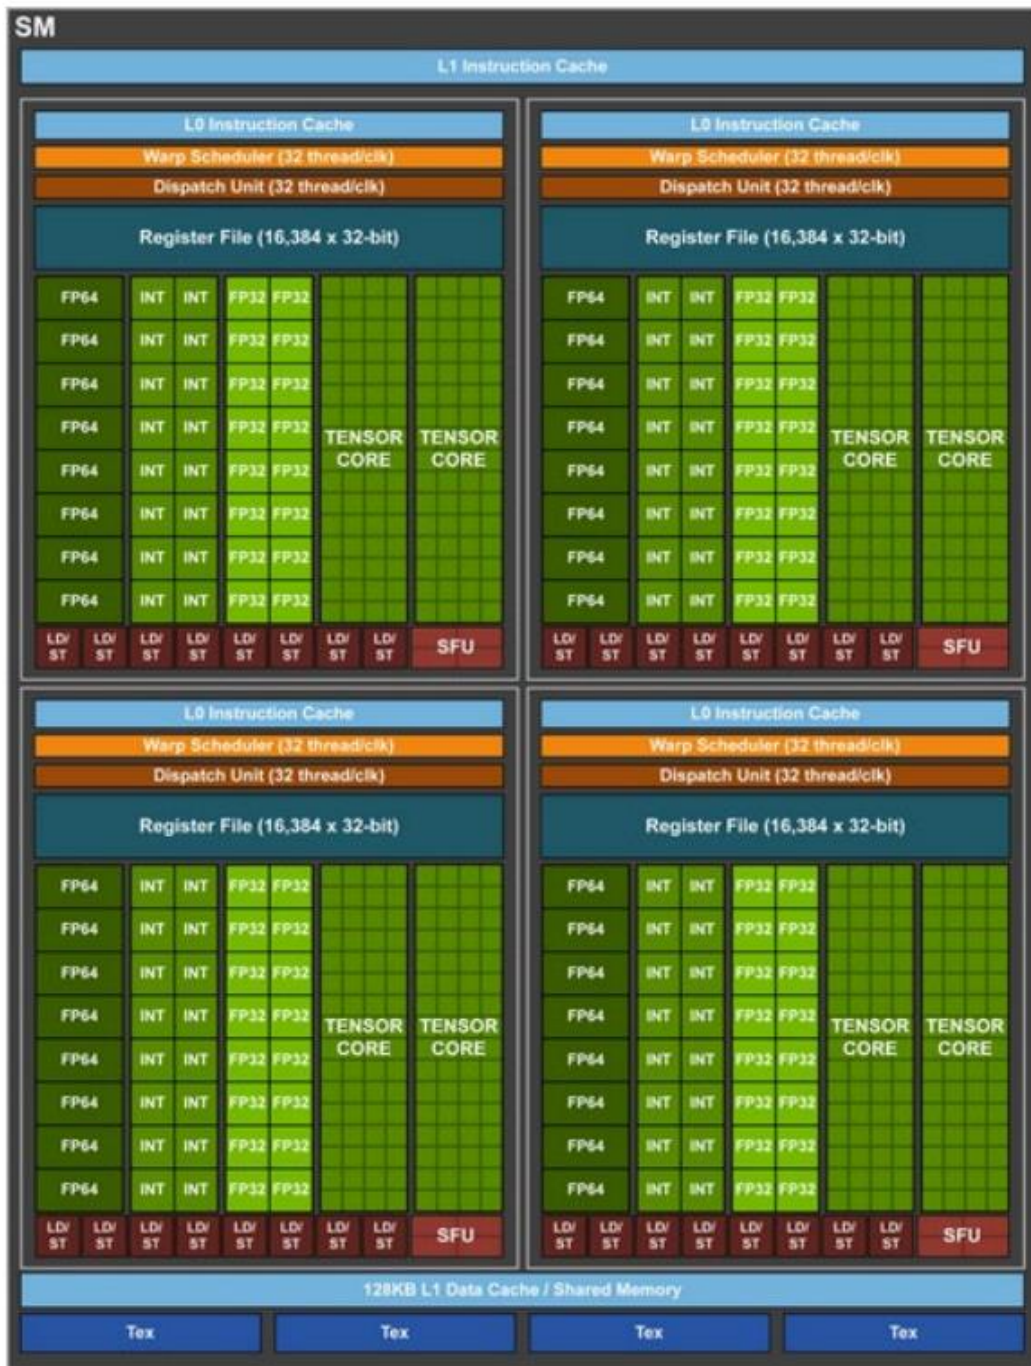 SM
L1 Instruction Cache
L0 Instruction Cache
Warp Scheduler (32 thread/clk)
Dispatch Unit (32 thread/clk)
Register File (16,384 x 32-bit)
FP64 INT INT FP32 FP32
FP64 INT INT FP32 FP32
FP64 INT INT FP32 FP32
FP64 INT INT FP32 FP32
FP64 INT INT FP32 FP32
FP64 INT INT FP32 FP32
FP64 INT INT FP32 FP32
FP64 INT INT FP32 FP32
TENSOR TENSOR
CORE CORE
LD/ LD/ LD/ LD/ LD/ LD/ LD/ LD/
ST ST ST ST ST ST ST ST
SFU
L0 Instruction Cache
Warp Scheduler (32 thread/clk)
Dispatch Unit (32 thread/clk)
Register File (16,384 x 32-bit)
FP64 INT INT FP32 FP32
FP64 INT INT FP32 FP32
FP64 INT INT FP32 FP32
FP64 INT INT FP32 FP32
FP64 INT INT FP32 FP32
FP64 INT INT FP32 FP32
FP64 INT INT FP32 FP32
FP64 INT INT FP32 FP32
TENSOR TENSOR
CORE CORE
LD/ LD/ LD/ LD/ LD/ LD/ LD/ LD/
ST ST ST ST ST ST ST ST
SFU
L0 Instruction Cache
Warp Scheduler (32 thread/clk)
Dispatch Unit (32 thread/clk)
Register File (16,384 x 32-bit)
FP64 INT INT FP32 FP32
FP64 INT INT FP32 FP32
FP64 INT INT FP32 FP32
FP64 INT INT FP32 FP32
FP64 INT INT FP32 FP32
FP64 INT INT FP32 FP32
FP64 INT INT FP32 FP32
FP64 INT INT FP32 FP32
TENSOR TENSOR
CORE CORE
LD/ LD/ LD/ LD/ LD/ LD/ LD/ LD/
ST ST ST ST ST ST ST ST
SFU
L0 Instruction Cache
Warp Scheduler (32 thread/clk)
Dispatch Unit (32 thread/clk)
Register File (16,384 x 32-bit)
FP64 INT INT FP32 FP32
FP64 INT INT FP32 FP32
FP64 INT INT FP32 FP32
FP64 INT INT FP32 FP32
FP64 INT INT FP32 FP32
FP64 INT INT FP32 FP32
FP64 INT INT FP32 FP32
FP64 INT INT FP32 FP32
TENSOR TENSOR
CORE CORE
LD/ LD/ LD/ LD/ LD/ LD/ LD/ LD/
ST ST ST ST ST ST ST ST
SFU
128KB L1 Data Cache / Shared Memory
Tex Tex Tex Tex